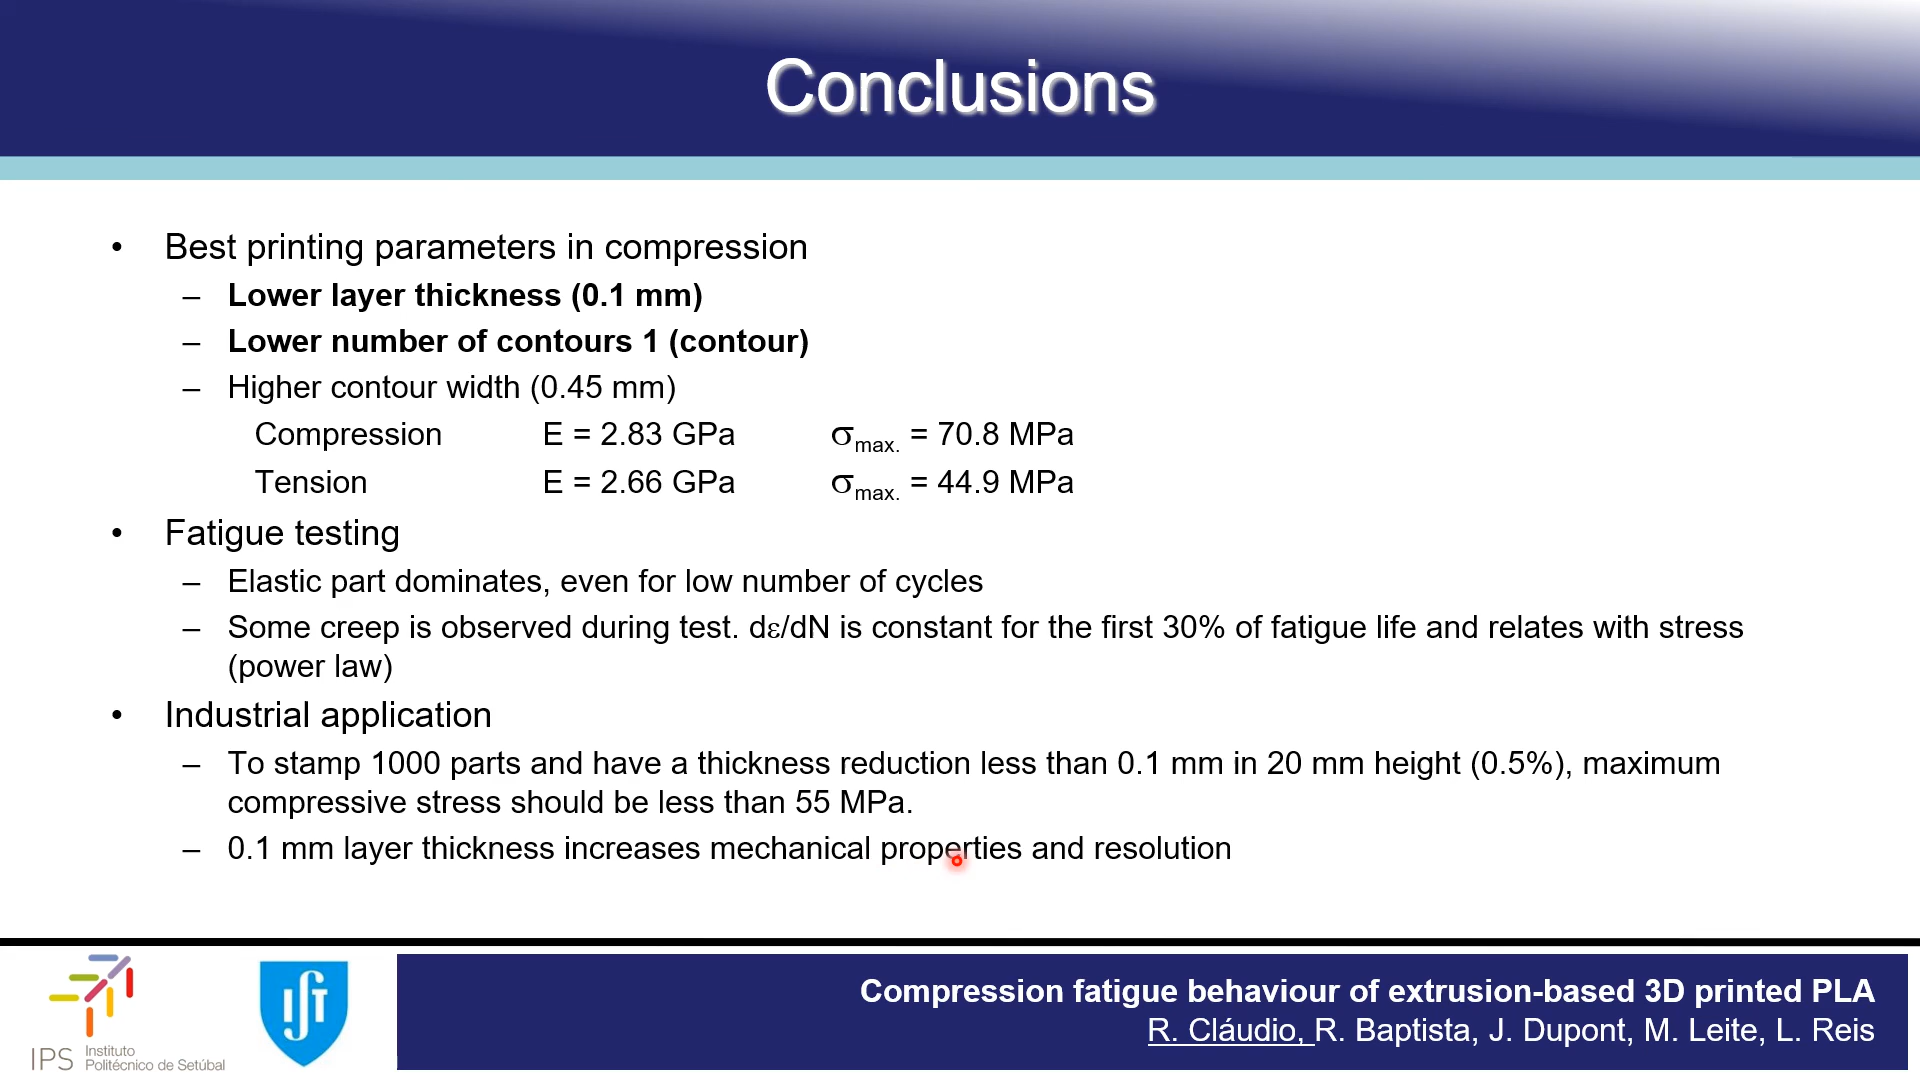 Conclusions
• Best printing parameters in compression
– Lower layer thickness (0.1 mm)
– Lower number of contours 1 (contour)
– Higher contour width (0.45 mm)
Compression E = 2.83 GPa σmax. = 70.8 MPa
Tension E = 2.66 GPa σmax. = 44.9 MPa
• Fatigue testing
– Elastic part dominates, even for low number of cycles
– Some creep is observed during test. dε/dN is constant for the first 30% of fatigue life and relates with stress
(power law)
• Industrial application
– To stamp 1000 parts and have a thickness reduction less than 0.1 mm in 20 mm height (0.5%), maximum
compressive stress should be less than 55 MPa.
– 0.1 mm layer thickness increases mechanical properties and resolution
IPS Instituto
Politécnico de Setúbal
IST
Compression fatigue behaviour of extrusion-based 3D printed PLA
R. Cláudio, R. Baptista, J. Dupont, M. Leite, L. Reis